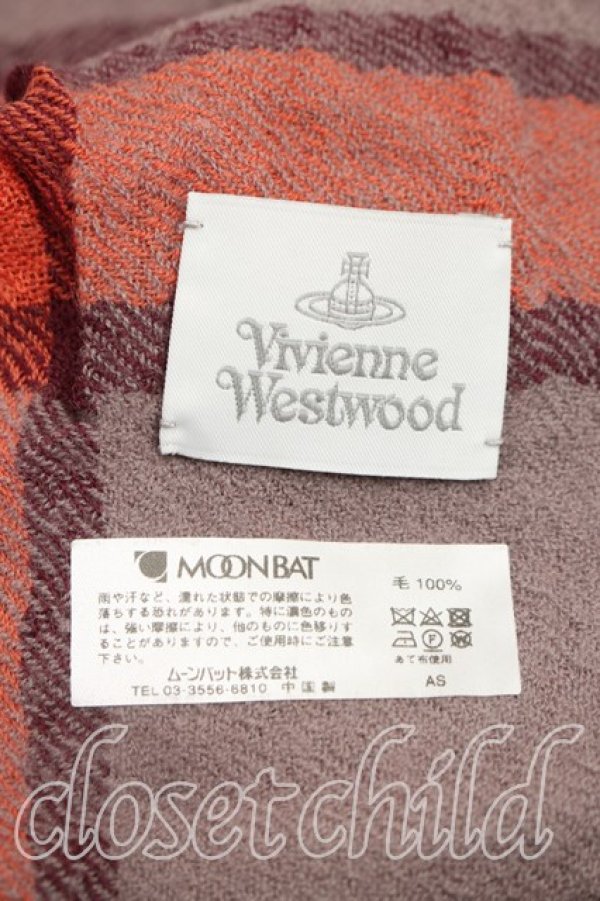 Vivienne
Westwood
MOONBAT
雨や汗など、濡れた状態での摩擦により色
落ちする恐れがあります。特に濃色のもの
は、強い摩擦により、他のものに色移りす
ることがありますので、ご使用時にご注意
下さい。
ムーンバット株式会社
TEL 03-3556-6810 中国製
毛 100%
あて布使用
AS
closetchild